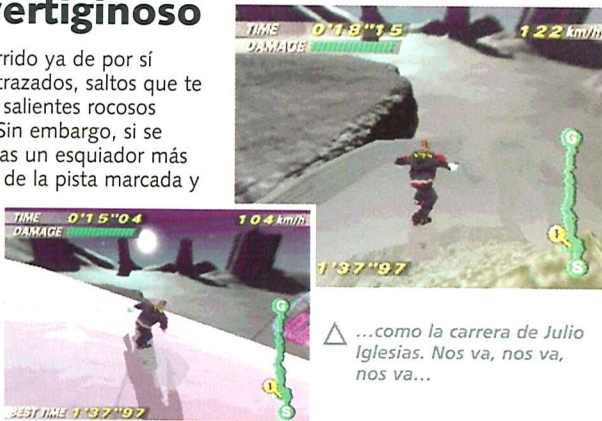 vertiginoso
rrido ya de por sí
trazados, saltos que te
salientes rocosos
Sin embargo, si se
as un esquiador más
de la pista marcada y
TIME 0'18"15 122 km/h
DAMAGE
G
1
S
1'37"97
TIME 0'15"04 104 km/h
DAMAGE
G
1
S
BEST TIME 1'37"97
...como la carrera de Julio
Iglesias. Nos va, nos va,
nos va...